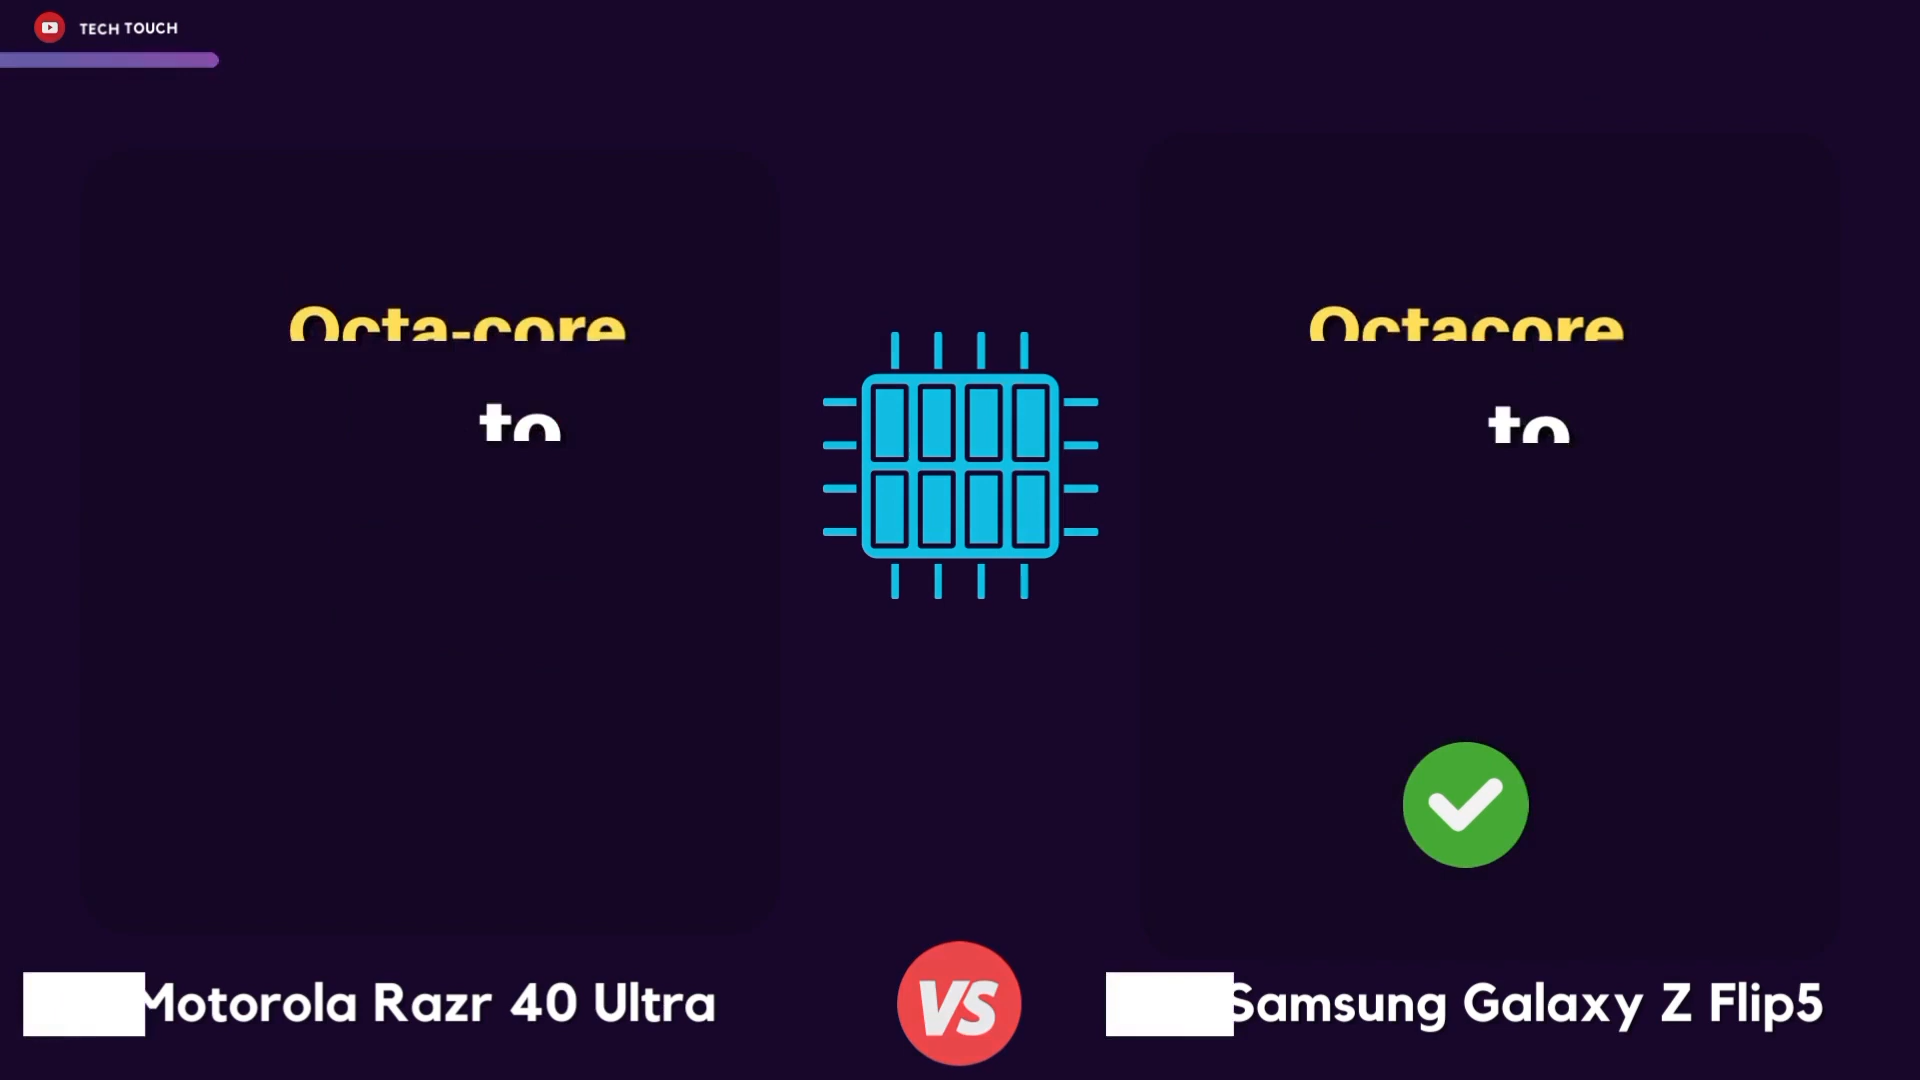 TECH TOUCH
Octa-core
Octacore
to
to
Motorola Razr 40 Ultra
VS
Samsung Galaxy Z Flip5